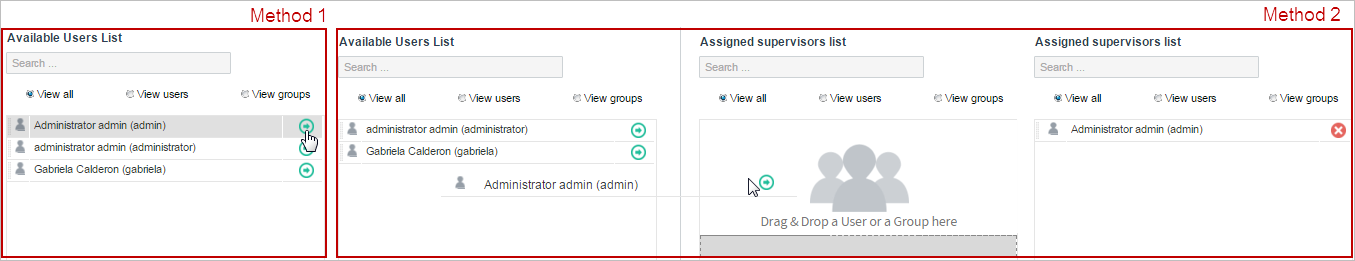 Method 1
Available Users List
Search ...
View all View users View groups
Administrator admin (admin)
administrator admin (administrator)
Gabriela Calderon (gabriela)
Method 2
Available Users List
Search ...
View all View users View groups
administrator admin (administrator)
Gabriela Calderon (gabriela)
Administrator admin (admin)
Assigned supervisors list
Search ...
View all View users View groups
Drag & Drop a User or a Group here
Assigned supervisors list
Search ...
View all View users View groups
Administrator admin (admin)